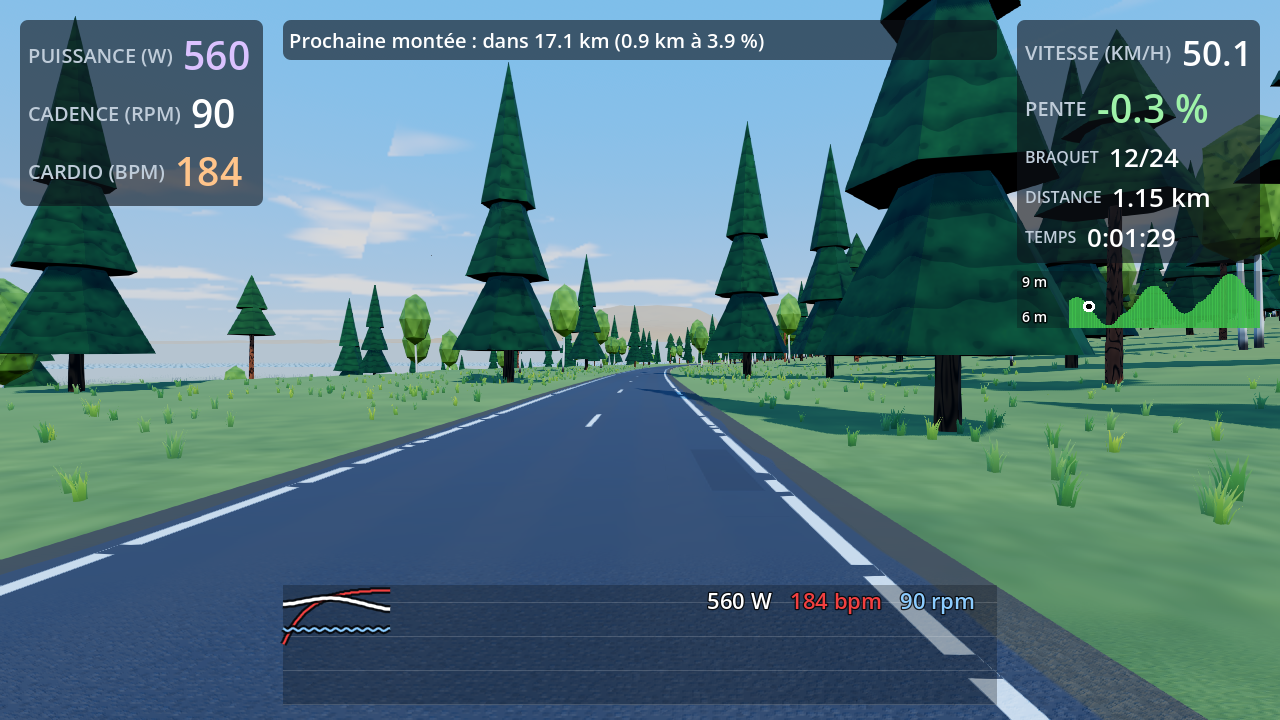 PUISSANCE (W) 560
CADENCE (RPM) 90
CARDIO (BPM) 184
Prochaine montée : dans 17.1 km (0.9 km à 3.9 %)
VITESSE (KM/H) 50.1
PENTE -0.3 %
BRAQUET 12/24
DISTANCE 1.15 km
TEMPS 0:01:29
9 m
6 m
560 W 184 bpm 90 rpm